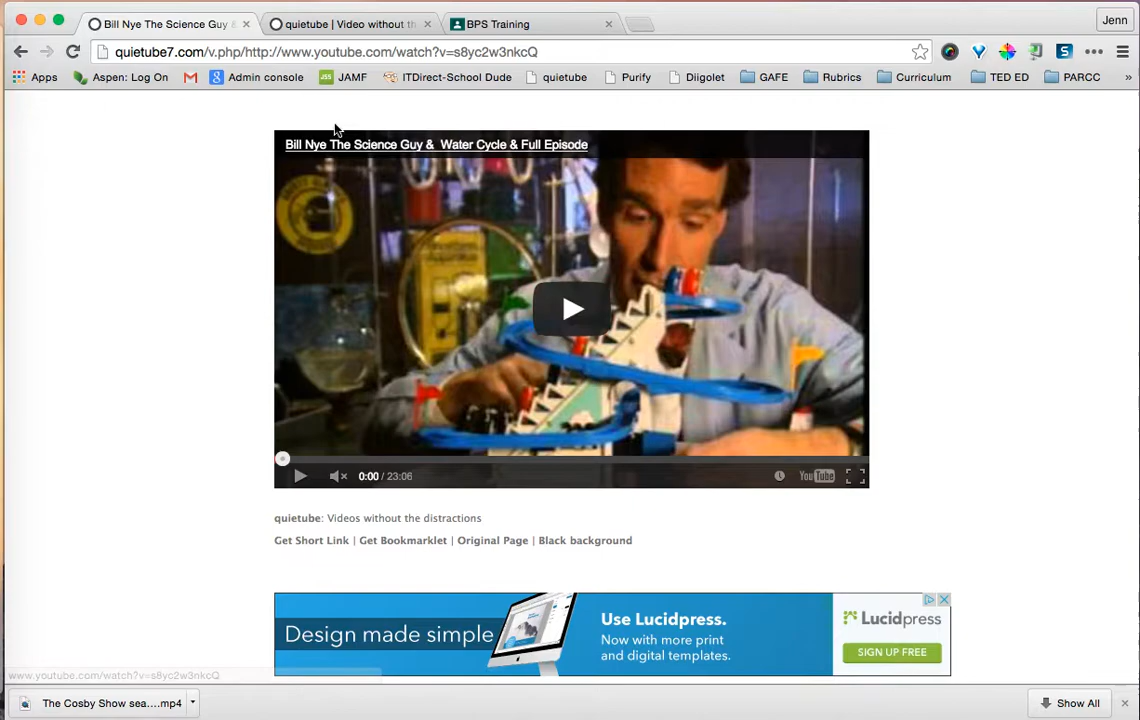 Bill Nye The Science Guy &
quietube | Video without th
BPS Training
Jenn
quietube7.com/v.php/http://www.youtube.com/watch?v=s8yc2w3nkcQ
Apps
Aspen: Log On
Admin console
JSS JAMF
ITDirect-School Dude
quietube
Purify
Diigolet
GAFE
Rubrics
Curriculum
TED ED
PARCC
»
Bill Nye The Science Guy & Water Cycle & Full Episode
0:00 / 23:06
YouTube
quietube: Videos without the distractions
Get Short Link | Get Bookmarklet | Original Page | Black background
Design made simple
Use Lucidpress.
Now with more print
and digital templates.
Lucidpress
SIGN UP FREE
www.youtube.com/watch?v=s8yc2w3nkcQ
The Cosby Show sea....mp4
Show All